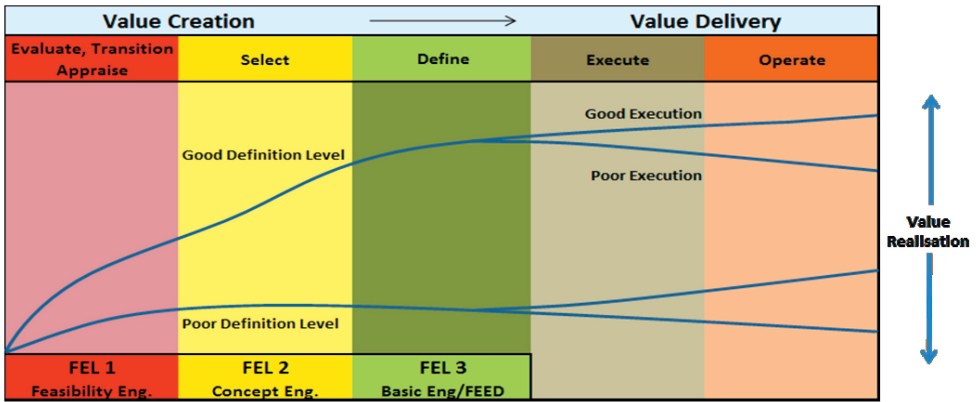 Value Creation
Value Delivery
Evaluate, Transition
Appraise
Select
Define
Execute
Operate
Good Execution
Good Definition Level
Poor Execution
Value
Realisation
Poor Definition Level
FEL 1
Feasibility Eng.
FEL 2
Concept Eng.
FEL 3
Basic Eng/FEED